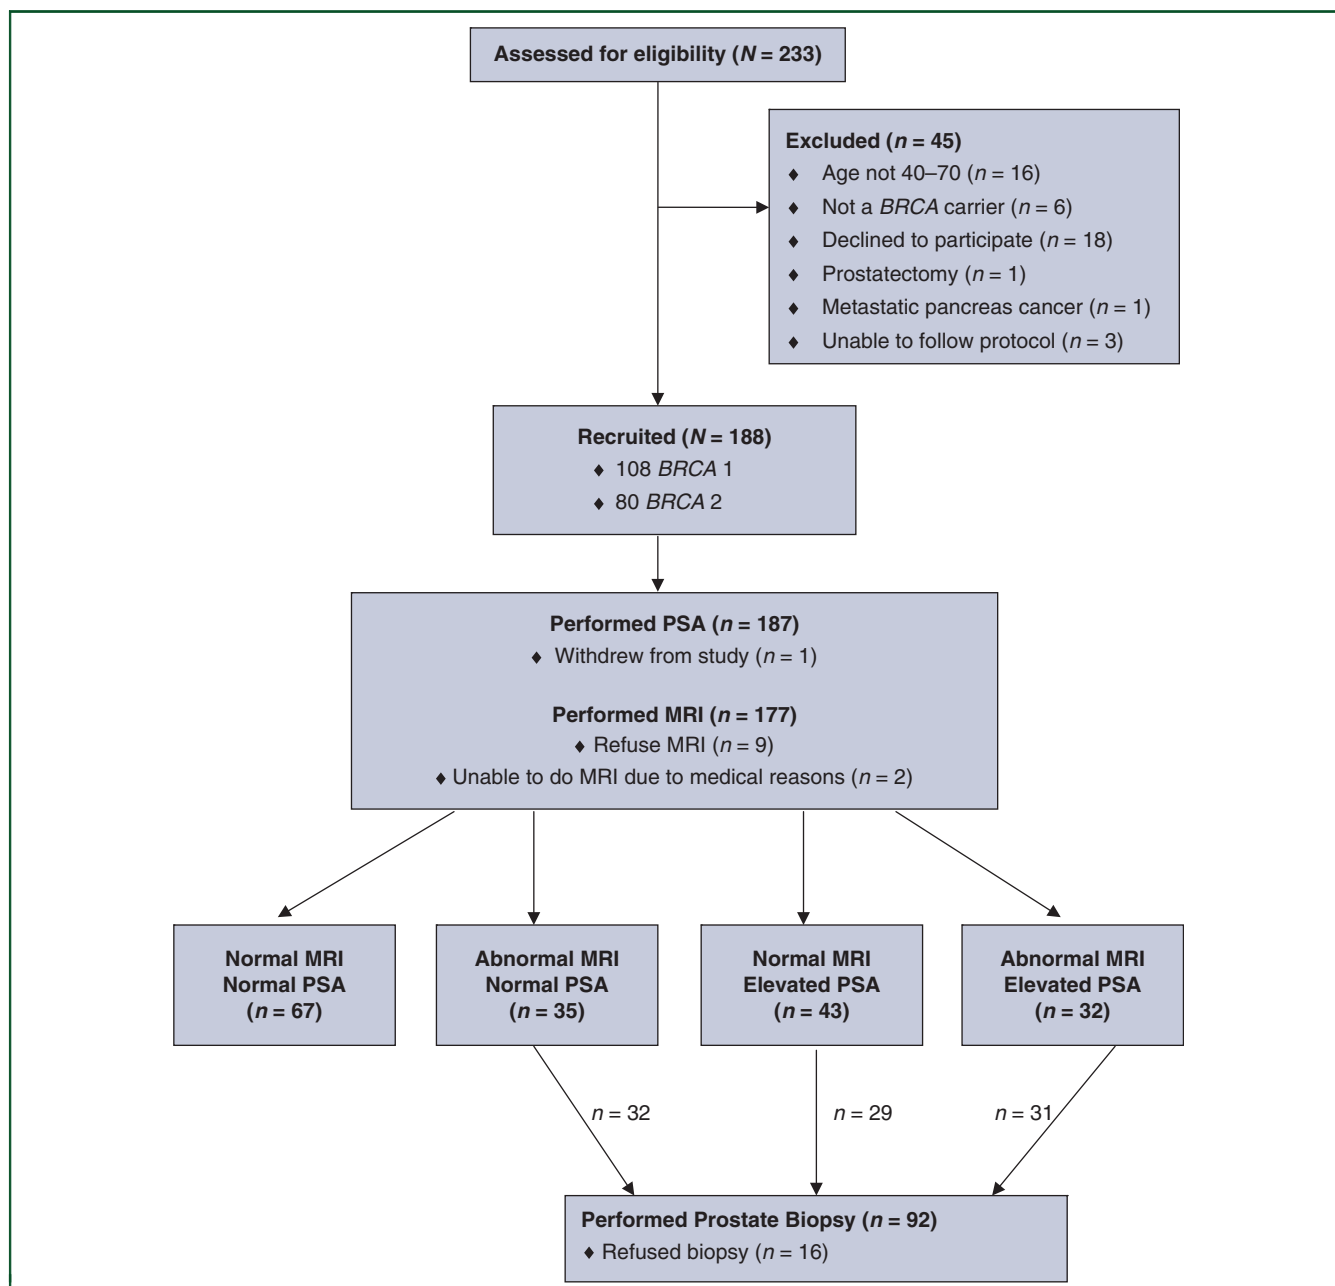 Assessed for eligibility (N = 233)
Excluded (n = 45)
♦ Age not 40–70 (n = 16)
♦ Not a BRCA carrier (n = 6)
♦ Declined to participate (n = 18)
♦ Prostatectomy (n = 1)
♦ Metastatic pancreas cancer (n = 1)
♦ Unable to follow protocol (n = 3)
Recruited (N = 188)
♦ 108 BRCA 1
♦ 80 BRCA 2
Performed PSA (n = 187)
♦ Withdrew from study (n = 1)
Performed MRI (n = 177)
♦ Refuse MRI (n = 9)
♦ Unable to do MRI due to medical reasons (n = 2)
Normal MRI
Normal PSA
(n = 67)
Abnormal MRI
Normal PSA
(n = 35)
Normal MRI
Elevated PSA
(n = 43)
Abnormal MRI
Elevated PSA
(n = 32)
n = 32
n = 29
n = 31
Performed Prostate Biopsy (n = 92)
♦ Refused biopsy (n = 16)